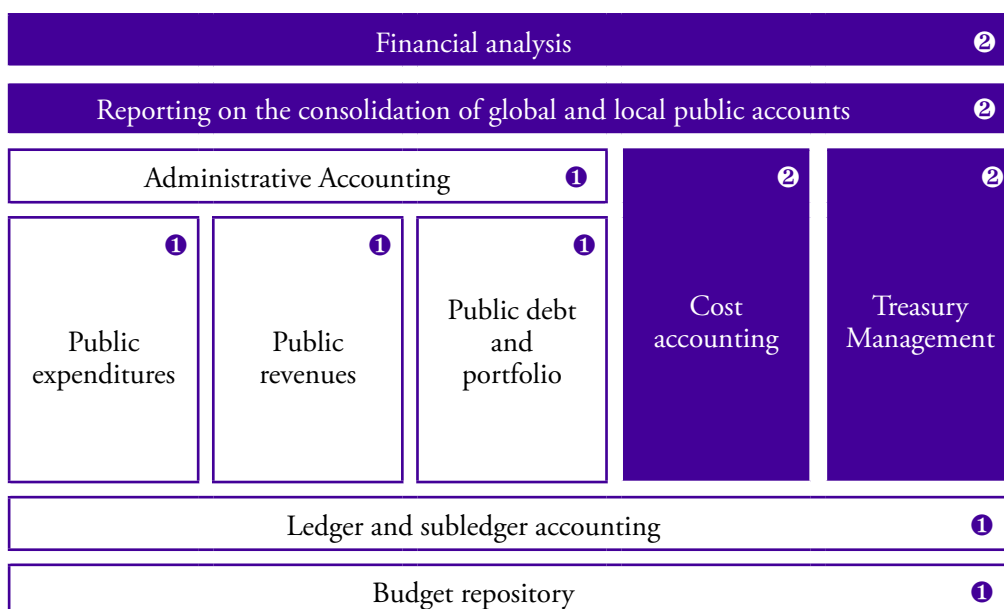 Financial analysis ❷
Reporting on the consolidation of global and local public accounts ❷
Administrative Accounting ❶
❷
❷
❶
❶
❶
Public
expenditures
Public
revenues
Public debt
and
portfolio
Cost
accounting
Treasury
Management
Ledger and subledger accounting ❶
Budget repository ❶